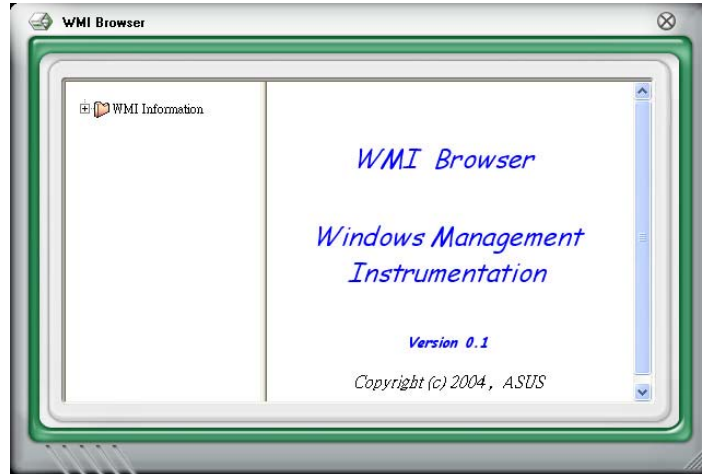 WMI Browser
WMI Information
WMI Browser
Windows Management
Instrumentation
Version 0.1
Copyright (c) 2004, ASUS